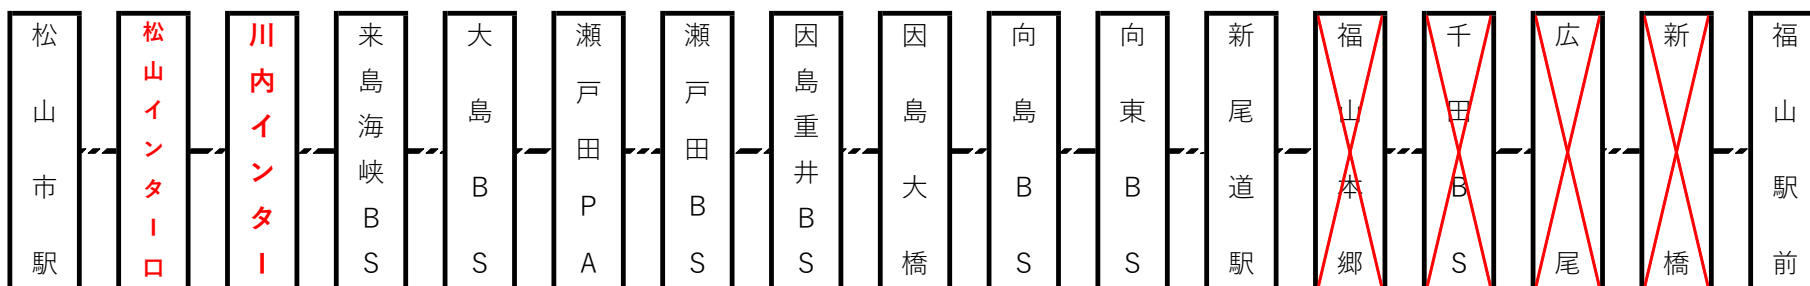 松山市駅
松山インター口
川内インター
来島海峡BS
大島BS
瀬戸田PA
瀬戸田BS
因島重井BS
因島大橋
向島BS
向東BS
新尾道駅
福山本郷
千田BS
広尾
新橋
福山駅前